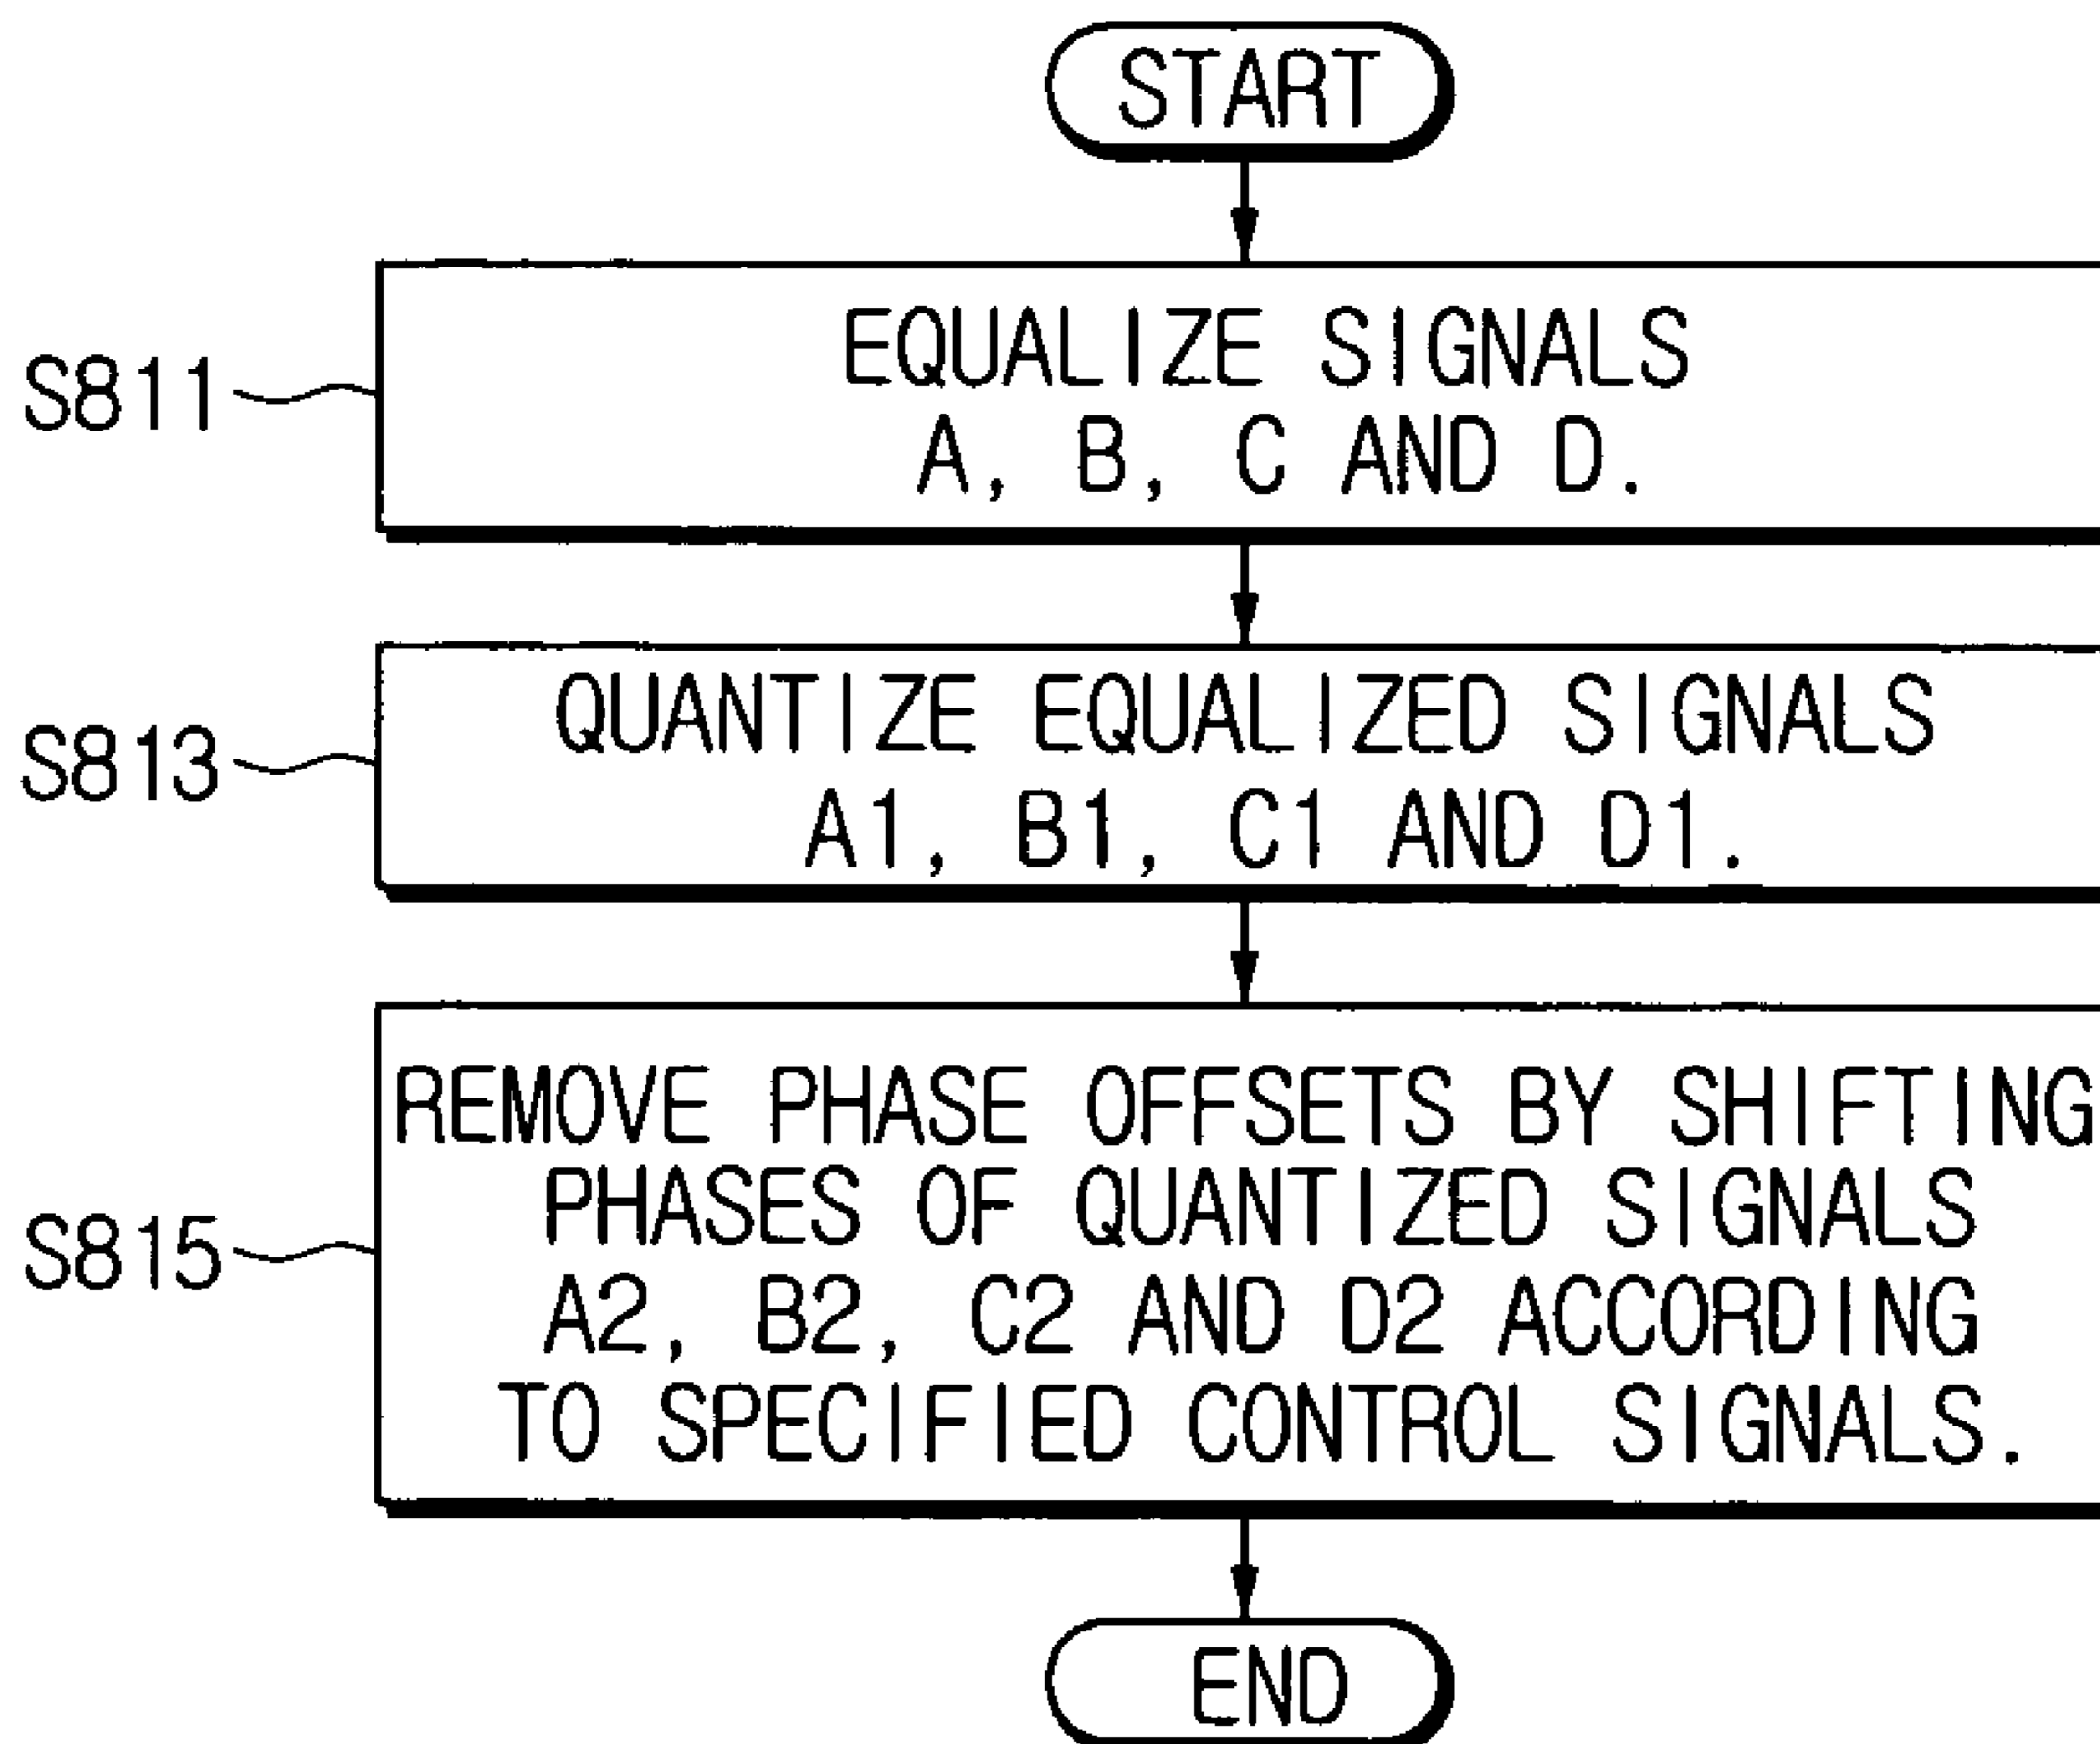 START
S811
EQUALIZE SIGNALS
A, B, C AND D.
S813
QUANTIZE EQUALIZED SIGNALS
A1, B1, C1 AND D1.
S815
REMOVE PHASE OFFSETS BY SHIFTING
PHASES OF QUANTIZED SIGNALS
A2, B2, C2 AND D2 ACCORDING
TO SPECIFIED CONTROL SIGNALS.
END